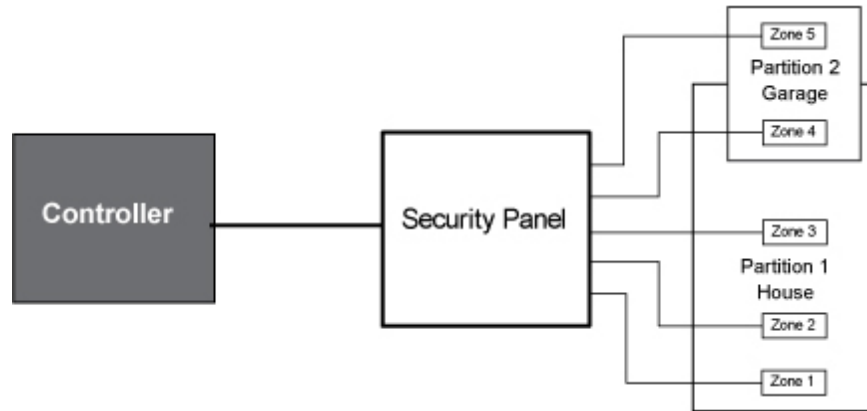 Controller
Security Panel
Zone 5
Partition 2
Garage
Zone 4
Zone 3
Partition 1
House
Zone 2
Zone 1